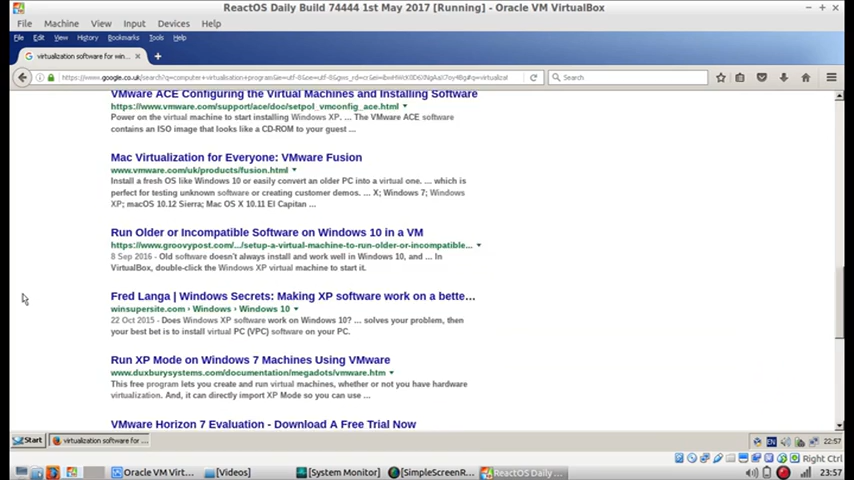 ReactOS Daily Build 74444 1st May 2017 [Running] - Oracle VM VirtualBox
File Machine View Input Devices Help
File Edit View History Bookmarks Tools Help
virtualization software for win...
Search
VMware ACE Configuring the Virtual Machines and Installing Software
https://www.vmware.com/support/ace/doc/setpol_vmconfig_ace.html
Power on the virtual machine to start installing Windows XP. ... The VMware ACE software
contains an ISO image that looks like a CD-ROM to your guest ...
Mac Virtualization for Everyone: VMware Fusion
www.vmware.com/uk/products/fusion.html
Install a fresh OS like Windows 10 or easily convert an older PC into a virtual one. ... which is
perfect for testing unknown software or creating customer demos. ... X; Windows 7; Windows
XP; macOS 10.12 Sierra; Mac OS X 10.11 El Capitan ...
Run Older or Incompatible Software on Windows 10 in a VM
https://www.groovypost.com/.../setup-a-virtual-machine-to-run-older-or-incompatible...
8 Sep 2016 - Old software doesn't always install and work well in Windows 10, and ... In
VirtualBox, double-click the Windows XP virtual machine to start it.
Fred Langa | Windows Secrets: Making XP software work on a bette...
winsupersite.com › Windows › Windows 10
22 Oct 2015 - Does Windows XP software work on Windows 10? ... solves your problem, then
your best bet is to install virtual PC (VPC) software on your PC.
Run XP Mode on Windows 7 Machines Using VMware
www.duxburysystems.com/documentation/megadots/vmware.htm
This free program lets you create and run virtual machines, whether or not you have hardware
virtualization. And, it can directly import XP Mode so you can use ...
VMware Horizon 7 Evaluation - Download A Free Trial Now
Start virtualization software for ... EN 22:57
Right Ctrl
Oracle VM Virt... [Videos] [System Monitor] [SimpleScreenR... ReactOS Daily ... 23:57